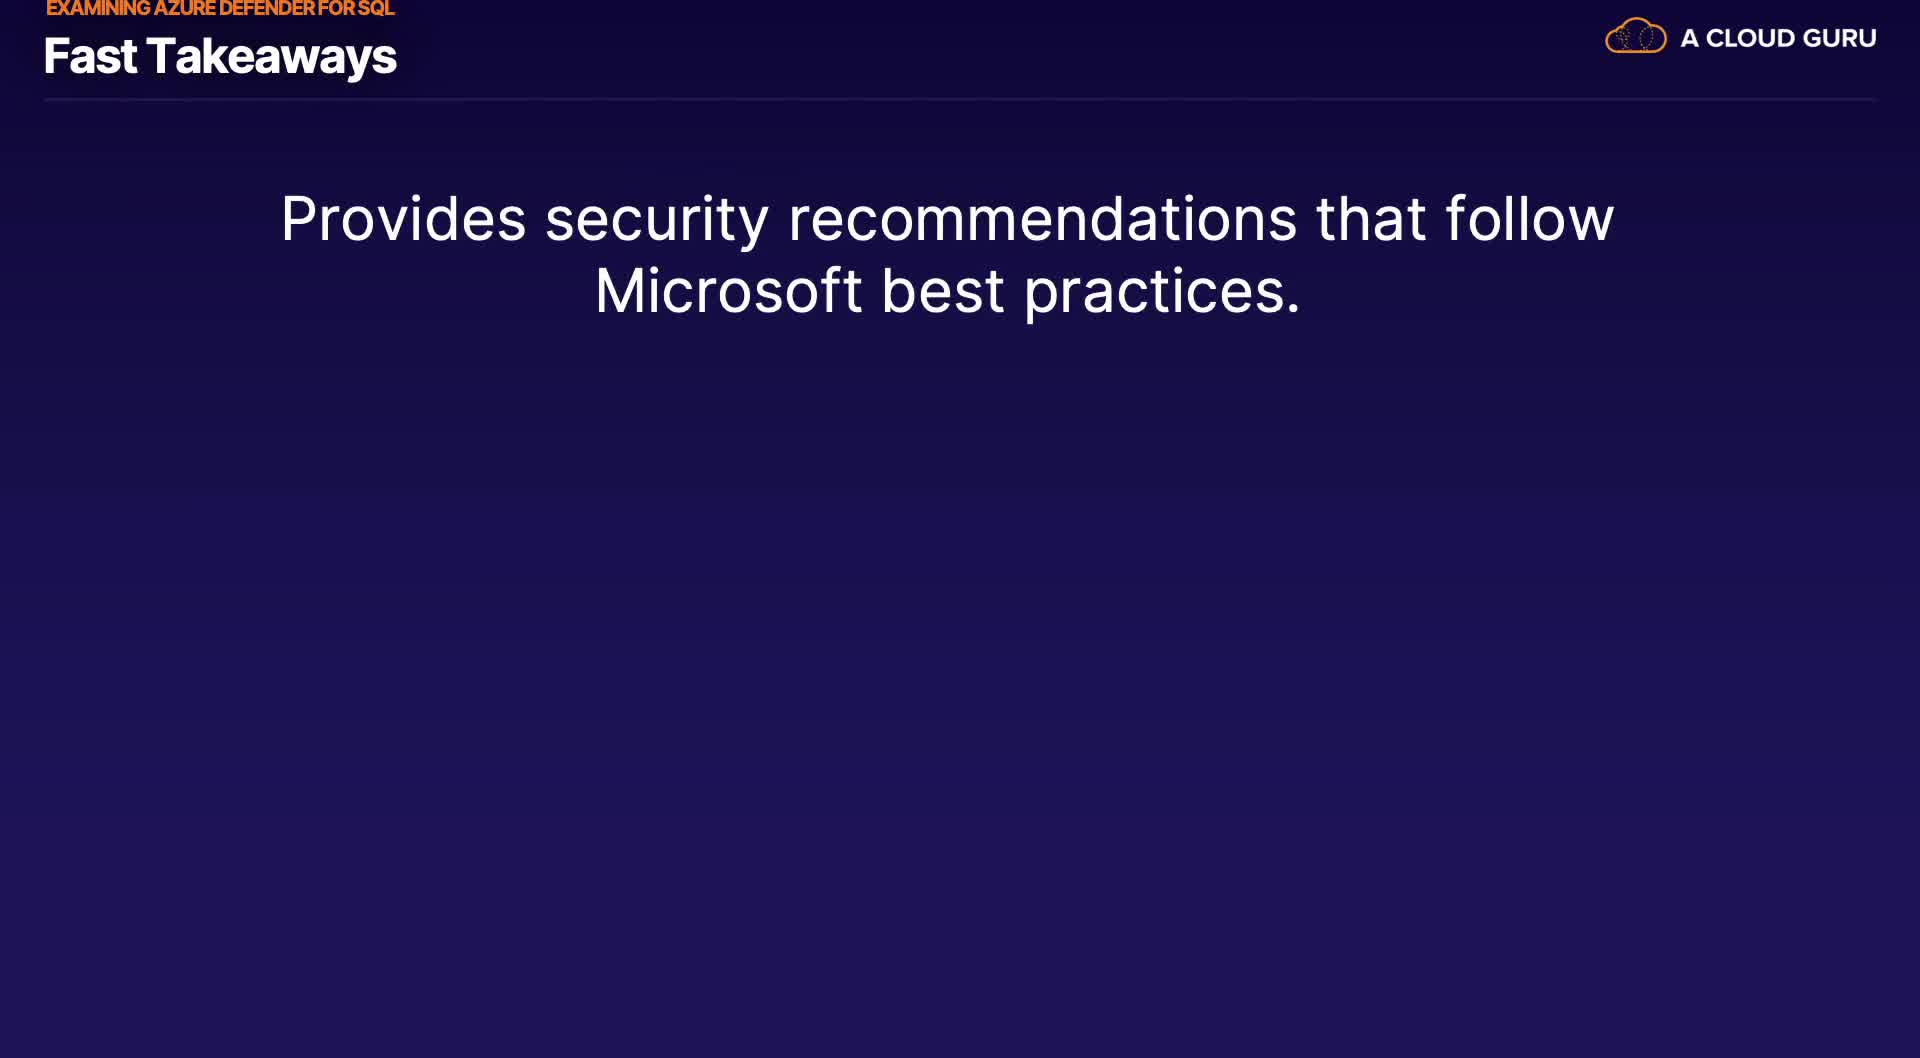 EXAMINING AZURE DEFENDER FOR SQL
Fast Takeaways
A CLOUD GURU
Provides security recommendations that follow
Microsoft best practices.